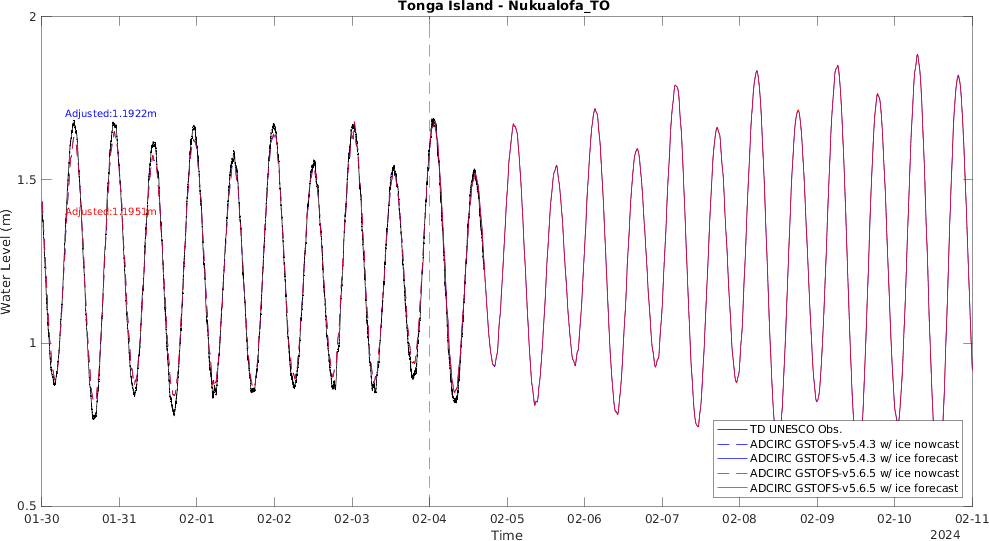 Tonga Island - Nukualofa_TO
2
Adjusted:1.1922m
1.5
Adjusted:1.1951m
Water Level (m)
1
TD UNESCO Obs.
ADCIRC GSTOFS-v5.4.3 w/ ice nowcast
ADCIRC GSTOFS-v5.4.3 w/ ice forecast
ADCIRC GSTOFS-v5.6.5 w/ ice nowcast
ADCIRC GSTOFS-v5.6.5 w/ ice forecast
0.5
01-30 01-31 02-01 02-02 02-03 02-04 02-05 02-06 02-07 02-08 02-09 02-10 02-11
Time
2024